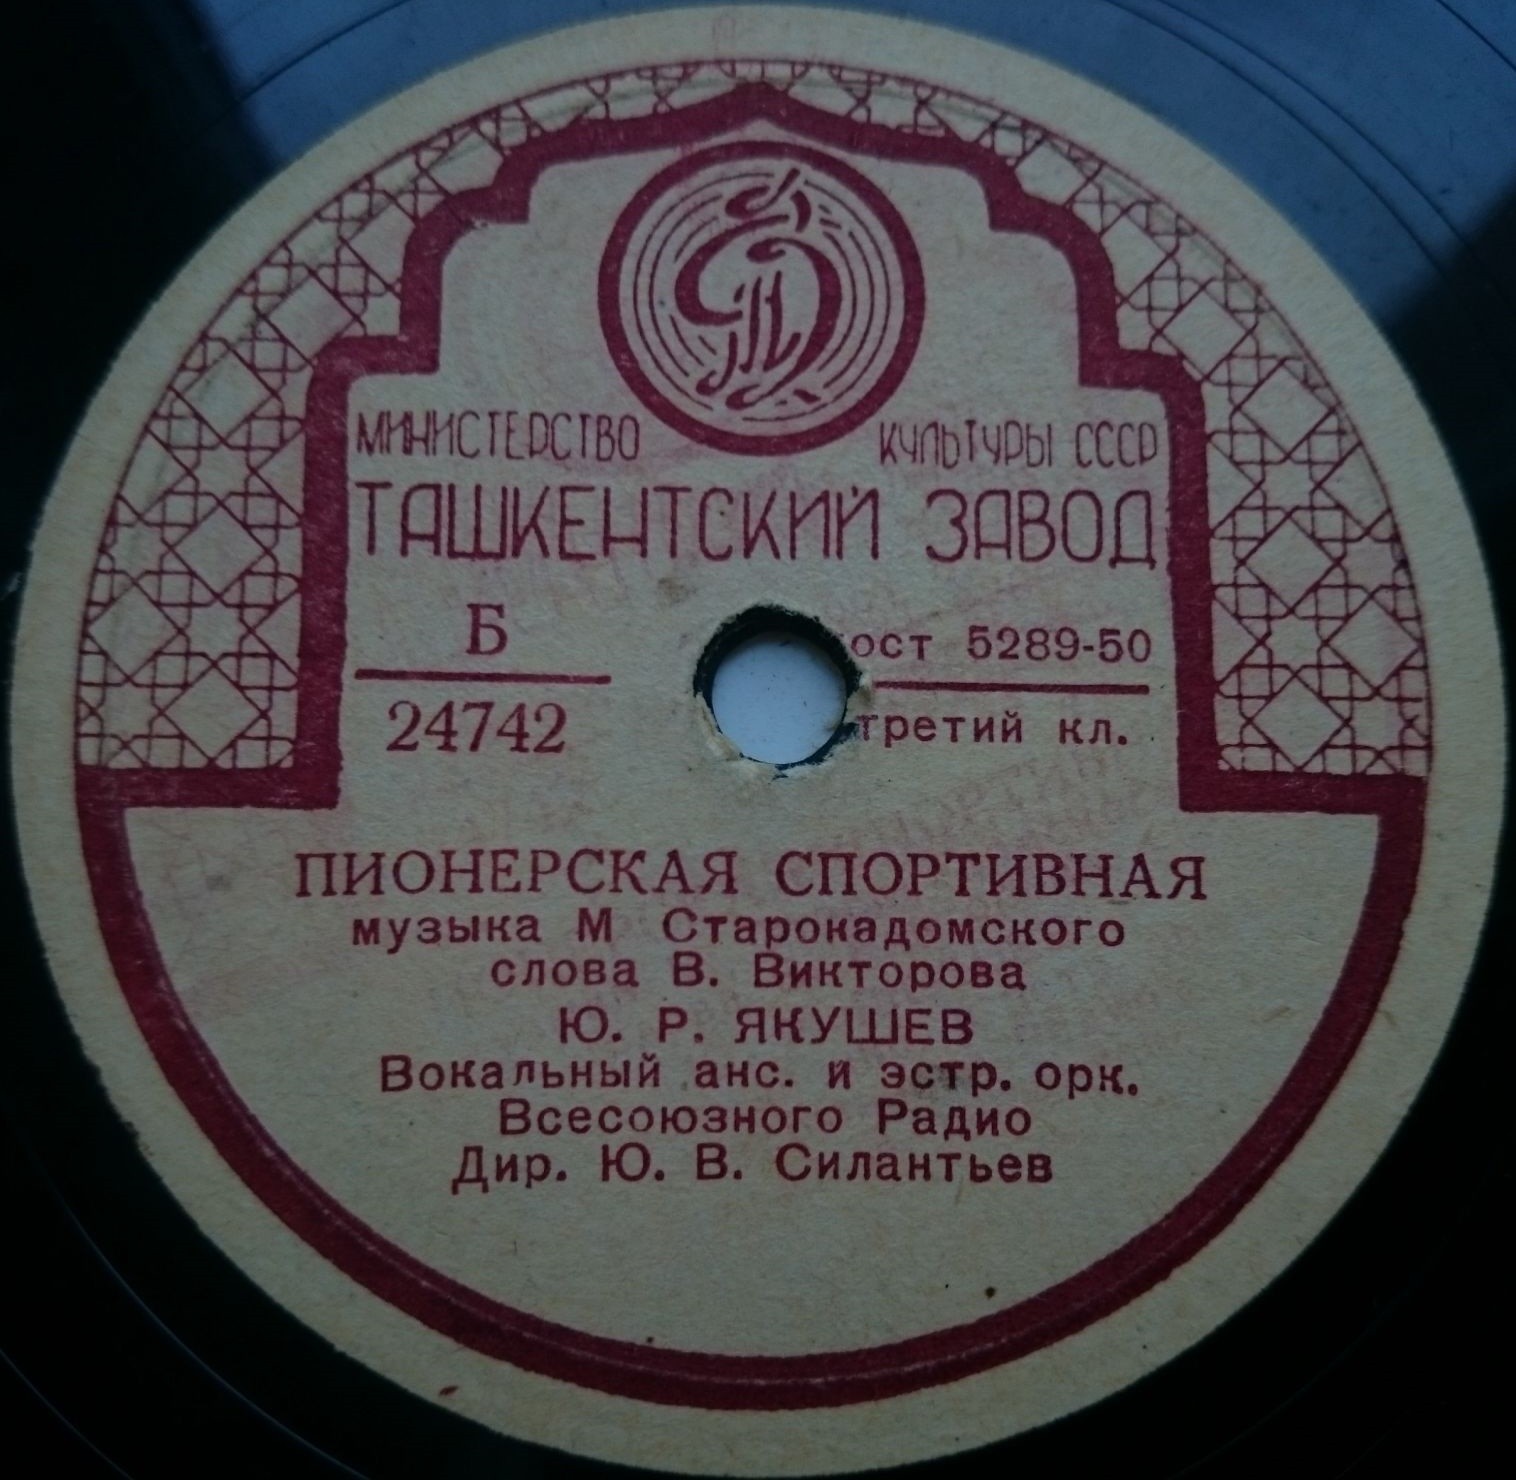 МИНИСТЕРСТВО КУЛЬТУРЫ СССР
ТАШКЕНТСКИЙ ЗАВОД
Б
24742
ост 5289-50
третий кл.
ПИОНЕРСКАЯ СПОРТИВНАЯ
музыка М Старокадомского
слова В. Викторова
Ю. Р. ЯКУШЕВ
Вокальный анс. и эстр. орк.
Всесоюзного Радио
Дир. Ю. В. Силантьев